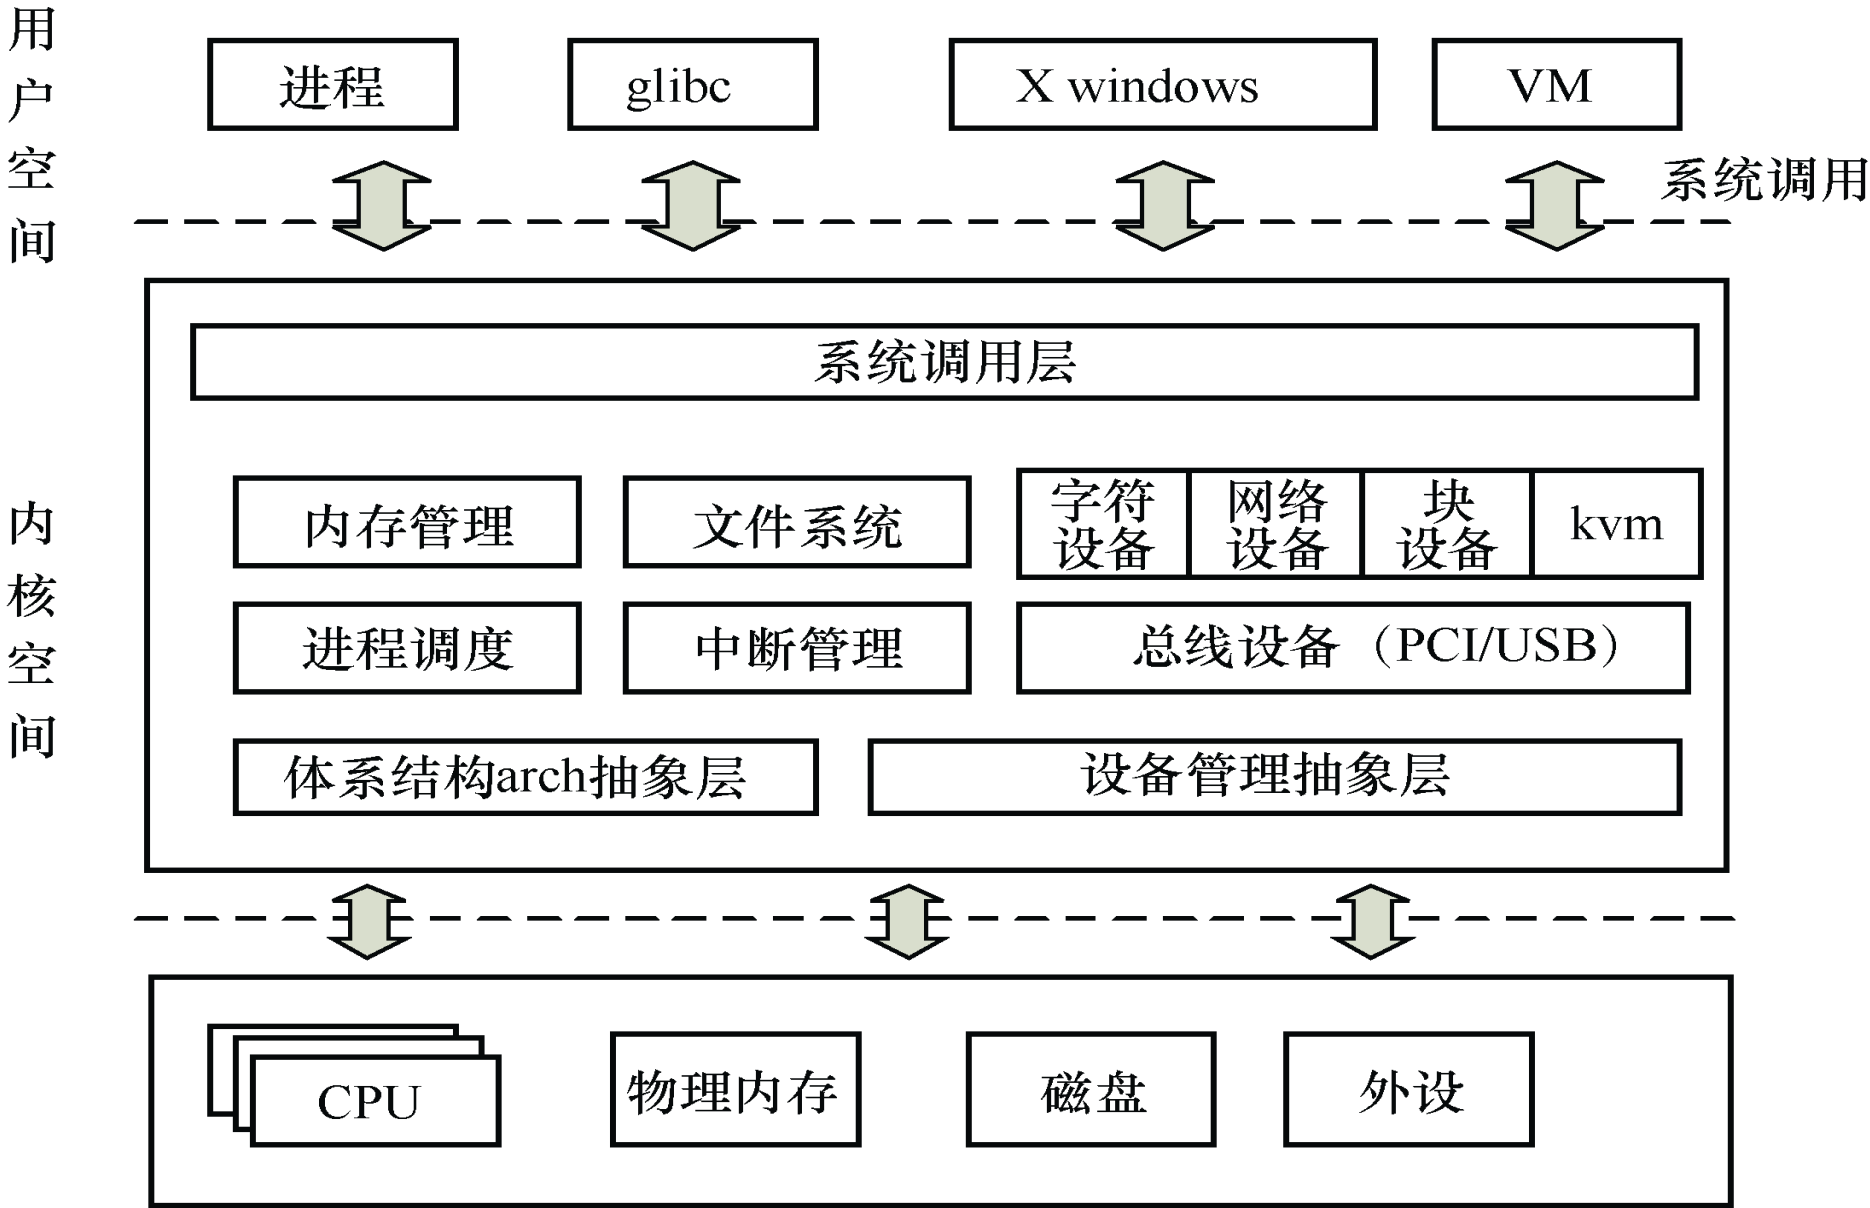 用户空间
进程
glibc
X windows
VM
系统调用
内核空间
系统调用层
内存管理
文件系统
字符
设备
网络
设备
块
设备
kvm
进程调度
中断管理
总线设备（PCI/USB）
体系结构arch抽象层
设备管理抽象层
CPU
物理内存
磁盘
外设